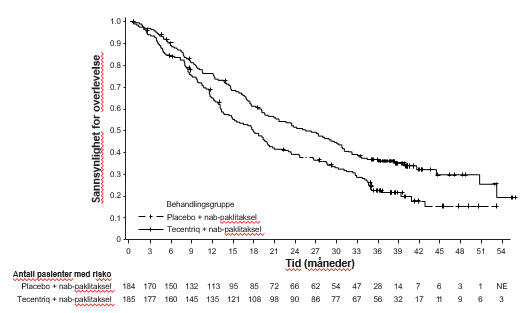 Sannsynlighet for overlevelse
1.0
0.9
0.8
0.7
0.6
0.5
0.4
0.3
0.2
0.1
0
Behandlingsgruppe
Placebo + nab-paklitaksel
Tecentriq + nab-paklitaksel
0 3 6 9 12 15 18 21 24 27 30 33 36 39 42 45 48 51 54
Tid (måneder)
Antall pasienter med risiko
Placebo + nab-paklitaksel 184 170 150 132 113 95 85 72 66 62 54 47 28 14 7 6 3 1 NE
Tecentriq + nab-paklitaksel 185 177 160 145 135 121 108 98 90 86 77 67 56 32 17 11 9 6 3